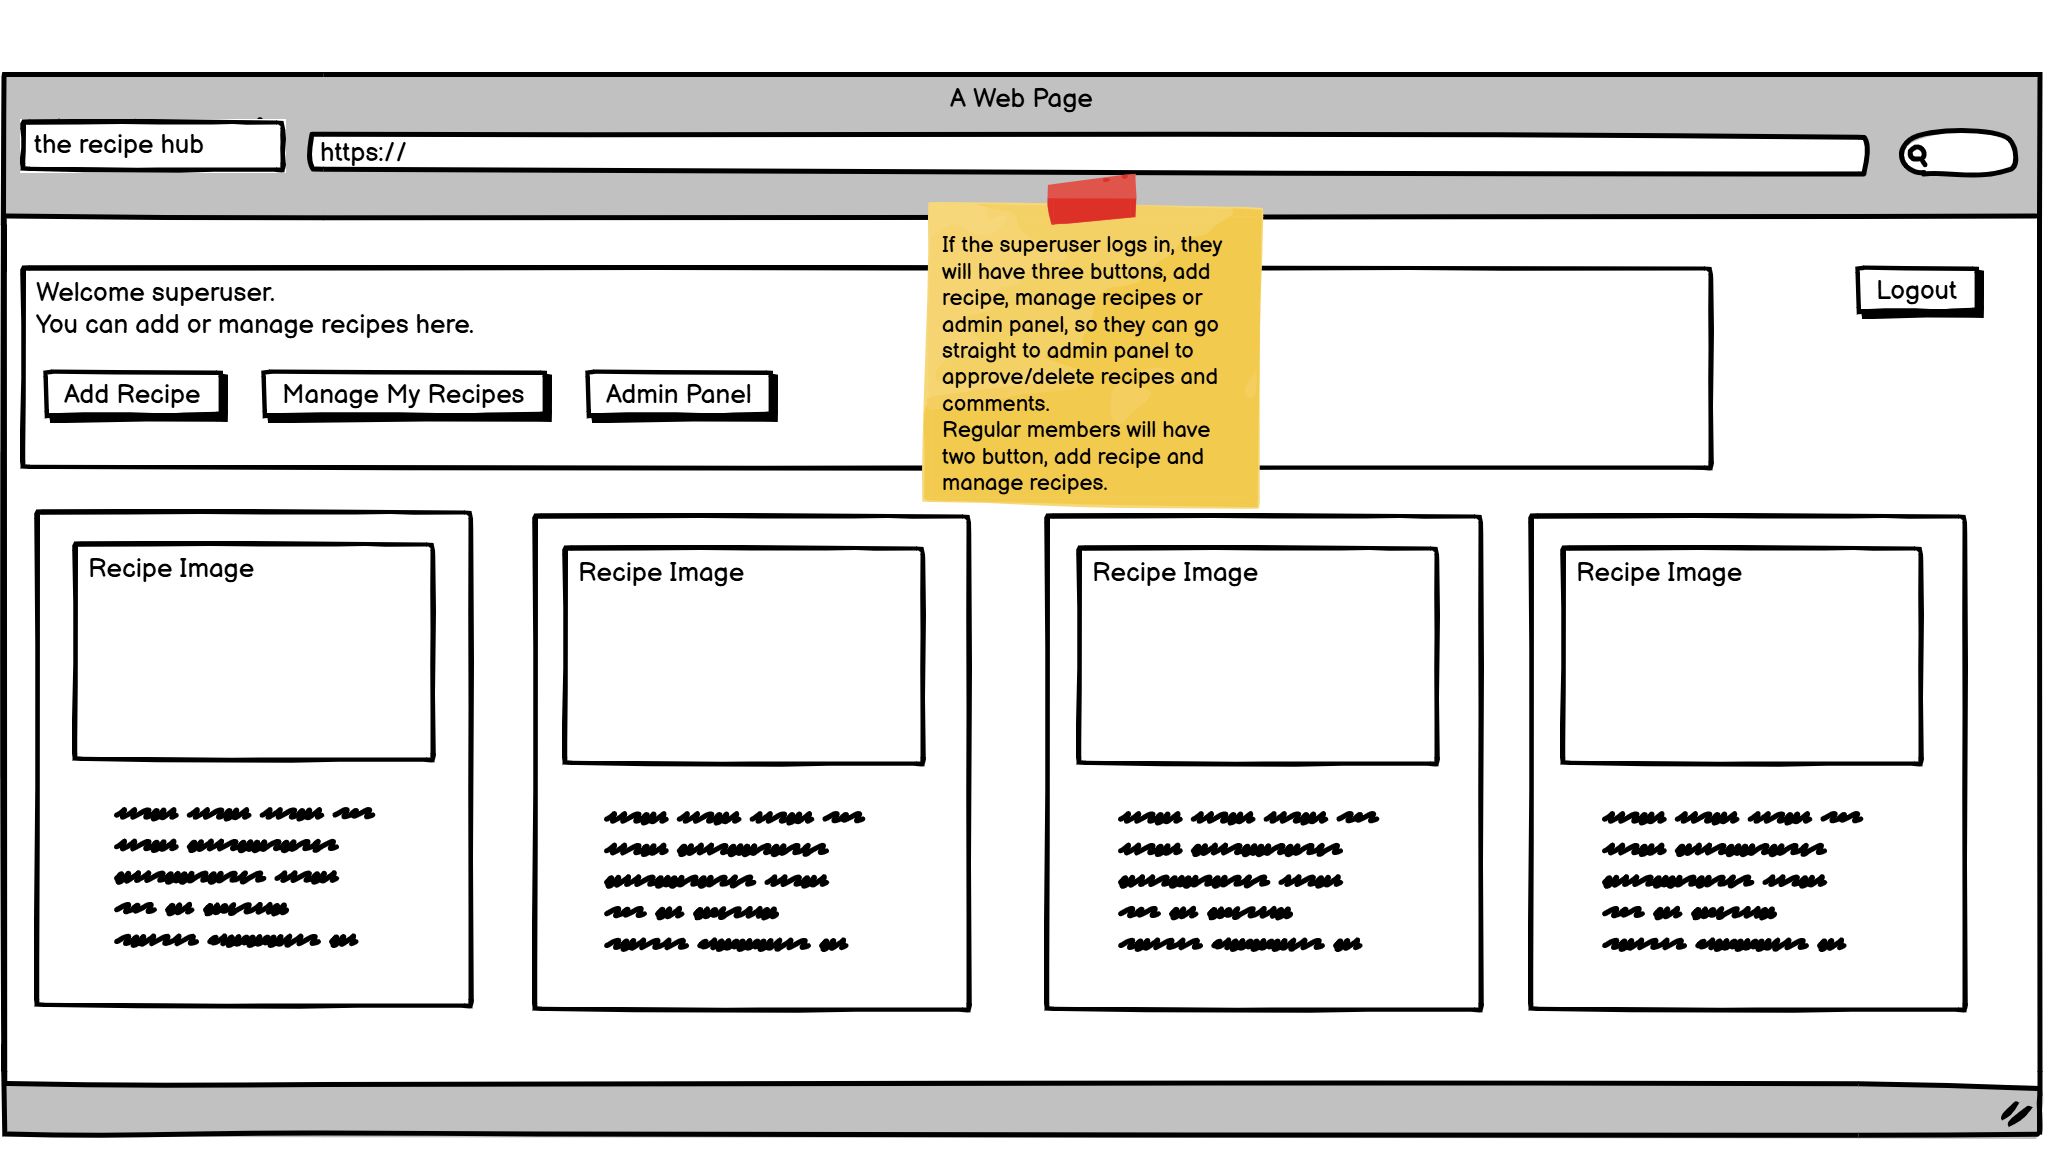 A Web Page
the recipe hub
https://
If the superuser logs in, they
will have three buttons, add
recipe, manage recipes or
admin panel, so they can go
straight to admin panel to
approve/delete recipes and
comments.
Regular members will have
two button, add recipe and
manage recipes.
Welcome superuser.
You can add or manage recipes here.
Logout
Add Recipe
Manage My Recipes
Admin Panel
Recipe Image
Recipe Image
Recipe Image
Recipe Image